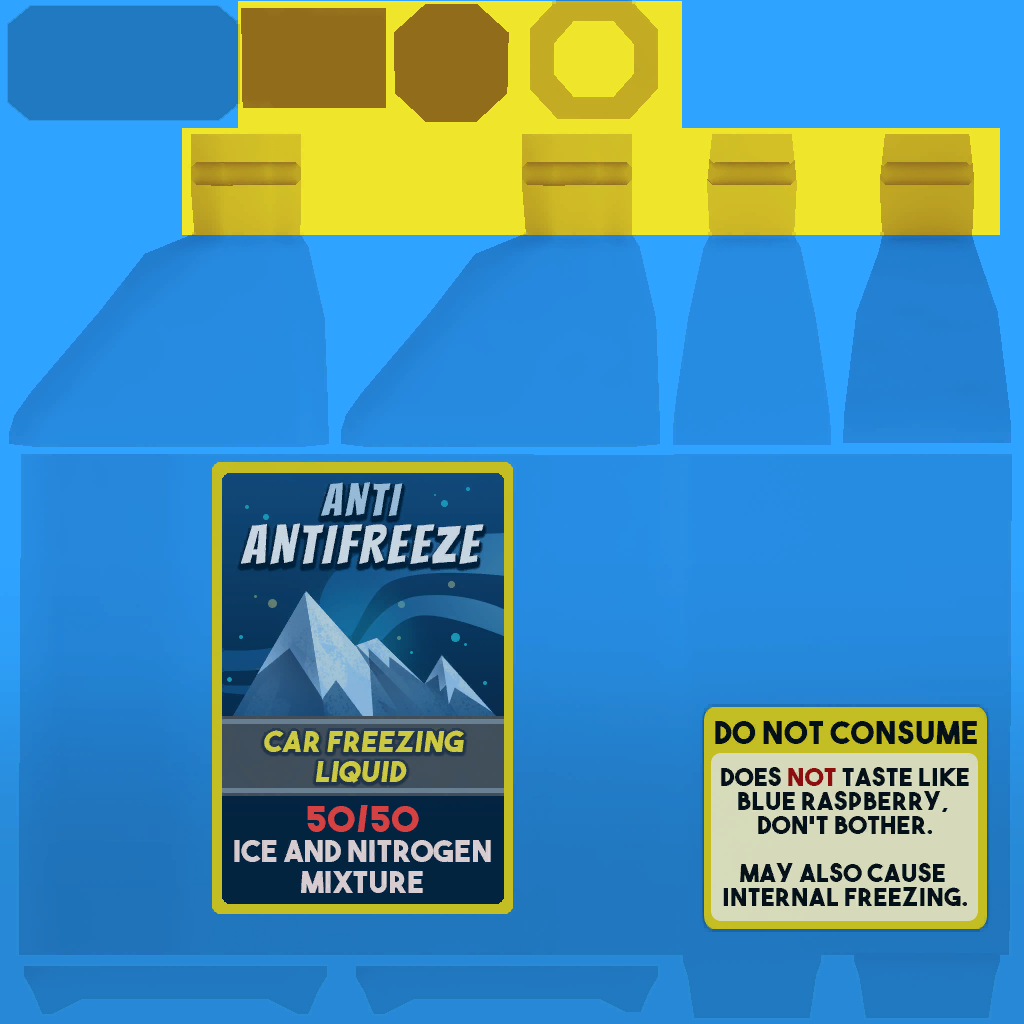 ANTI
ANTIFREEZE
CAR FREEZING
LIQUID
50/50
ICE AND NITROGEN
MIXTURE
DO NOT CONSUME
DOES NOT TASTE LIKE
BLUE RASPBERRY,
DON'T BOTHER.
MAY ALSO CAUSE
INTERNAL FREEZING.